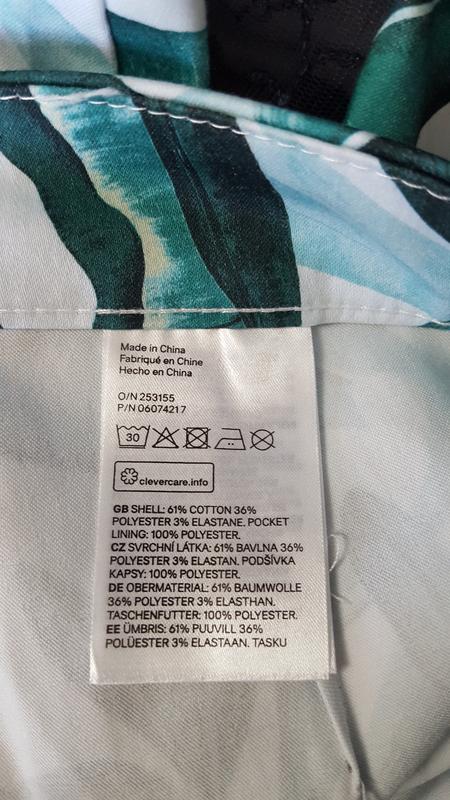 Made in China
Fabriqué en Chine
Hecho en China
O/N 253155
P/N 06074217
30
clevercare.info
GB SHELL: 61% COTTON 36%
POLYESTER 3% ELASTANE. POCKET
LINING: 100% POLYESTER.
CZ SVRCHNÍ LÁTKA: 61% BAVLNA 36%
POLYESTER 3% ELASTAN. PODŠÍVKA
KAPSY: 100% POLYESTER.
DE OBERMATERIAL: 61% BAUMWOLLE
36% POLYESTER 3% ELASTHAN.
TASCHENFUTTER: 100% POLYESTER.
EE ÜMBRIS: 61% PUUVILL 36%
POLÜESTER 3% ELASTAAN. TASKU